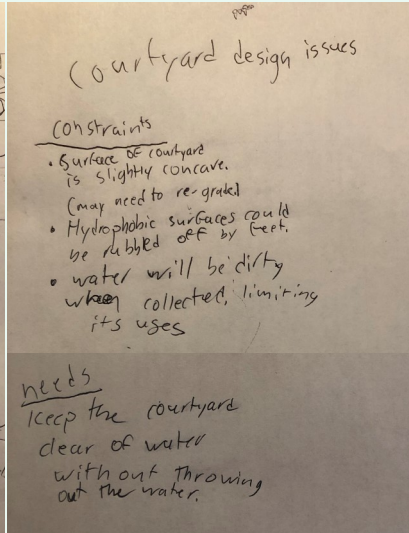 courtyard design issues
constraints
• Surface of courtyard
is slightly concave.
(may need to re-grade)
• Hydrophobic surfaces could
be rubbed off by feet.
• water will be dirty
when collected, limiting
its uses
needs
keep the courtyard
clear of water
without throwing
out the water.